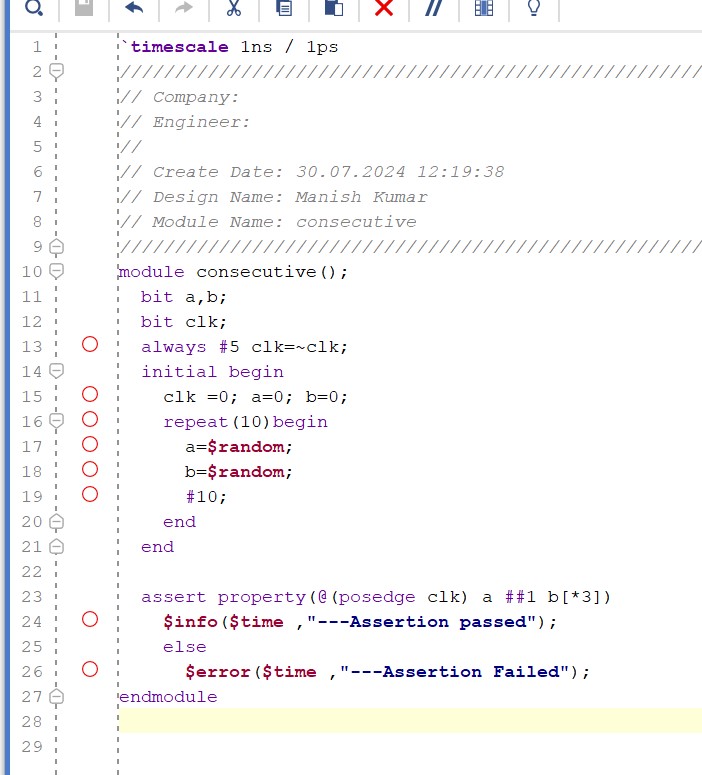 1 `timescale 1ns / 1ps
2 //////////////////////////////////////////////////////
3 // Company:
4 // Engineer:
5 //
6 // Create Date: 30.07.2024 12:19:38
7 // Design Name: Manish Kumar
8 // Module Name: consecutive
9 //////////////////////////////////////////////////////
10 module consecutive();
11 bit a,b;
12 bit clk;
13 always #5 clk=~clk;
14 initial begin
15 clk =0; a=0; b=0;
16 repeat(10)begin
17 a=$random;
18 b=$random;
19 #10;
20 end
21 end
22
23 assert property(@(posedge clk) a ##1 b[*3])
24 $info($time ,"---Assertion passed");
25 else
26 $error($time ,"---Assertion Failed");
27 endmodule
28
29